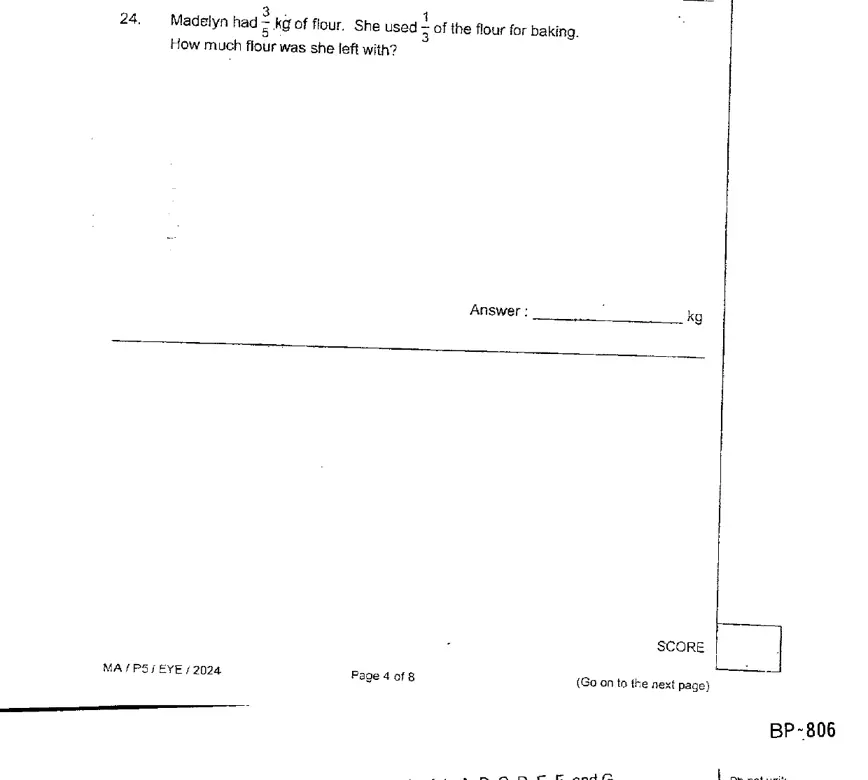 24. Madelyn had 3/5 kg of flour. She used 1/3 of the flour for baking.
How much flour was she left with?
Answer : ____________ kg
SCORE
MA / P5 / EYE / 2024
Page 4 of 8
(Go on to the next page)
BP~806
and G